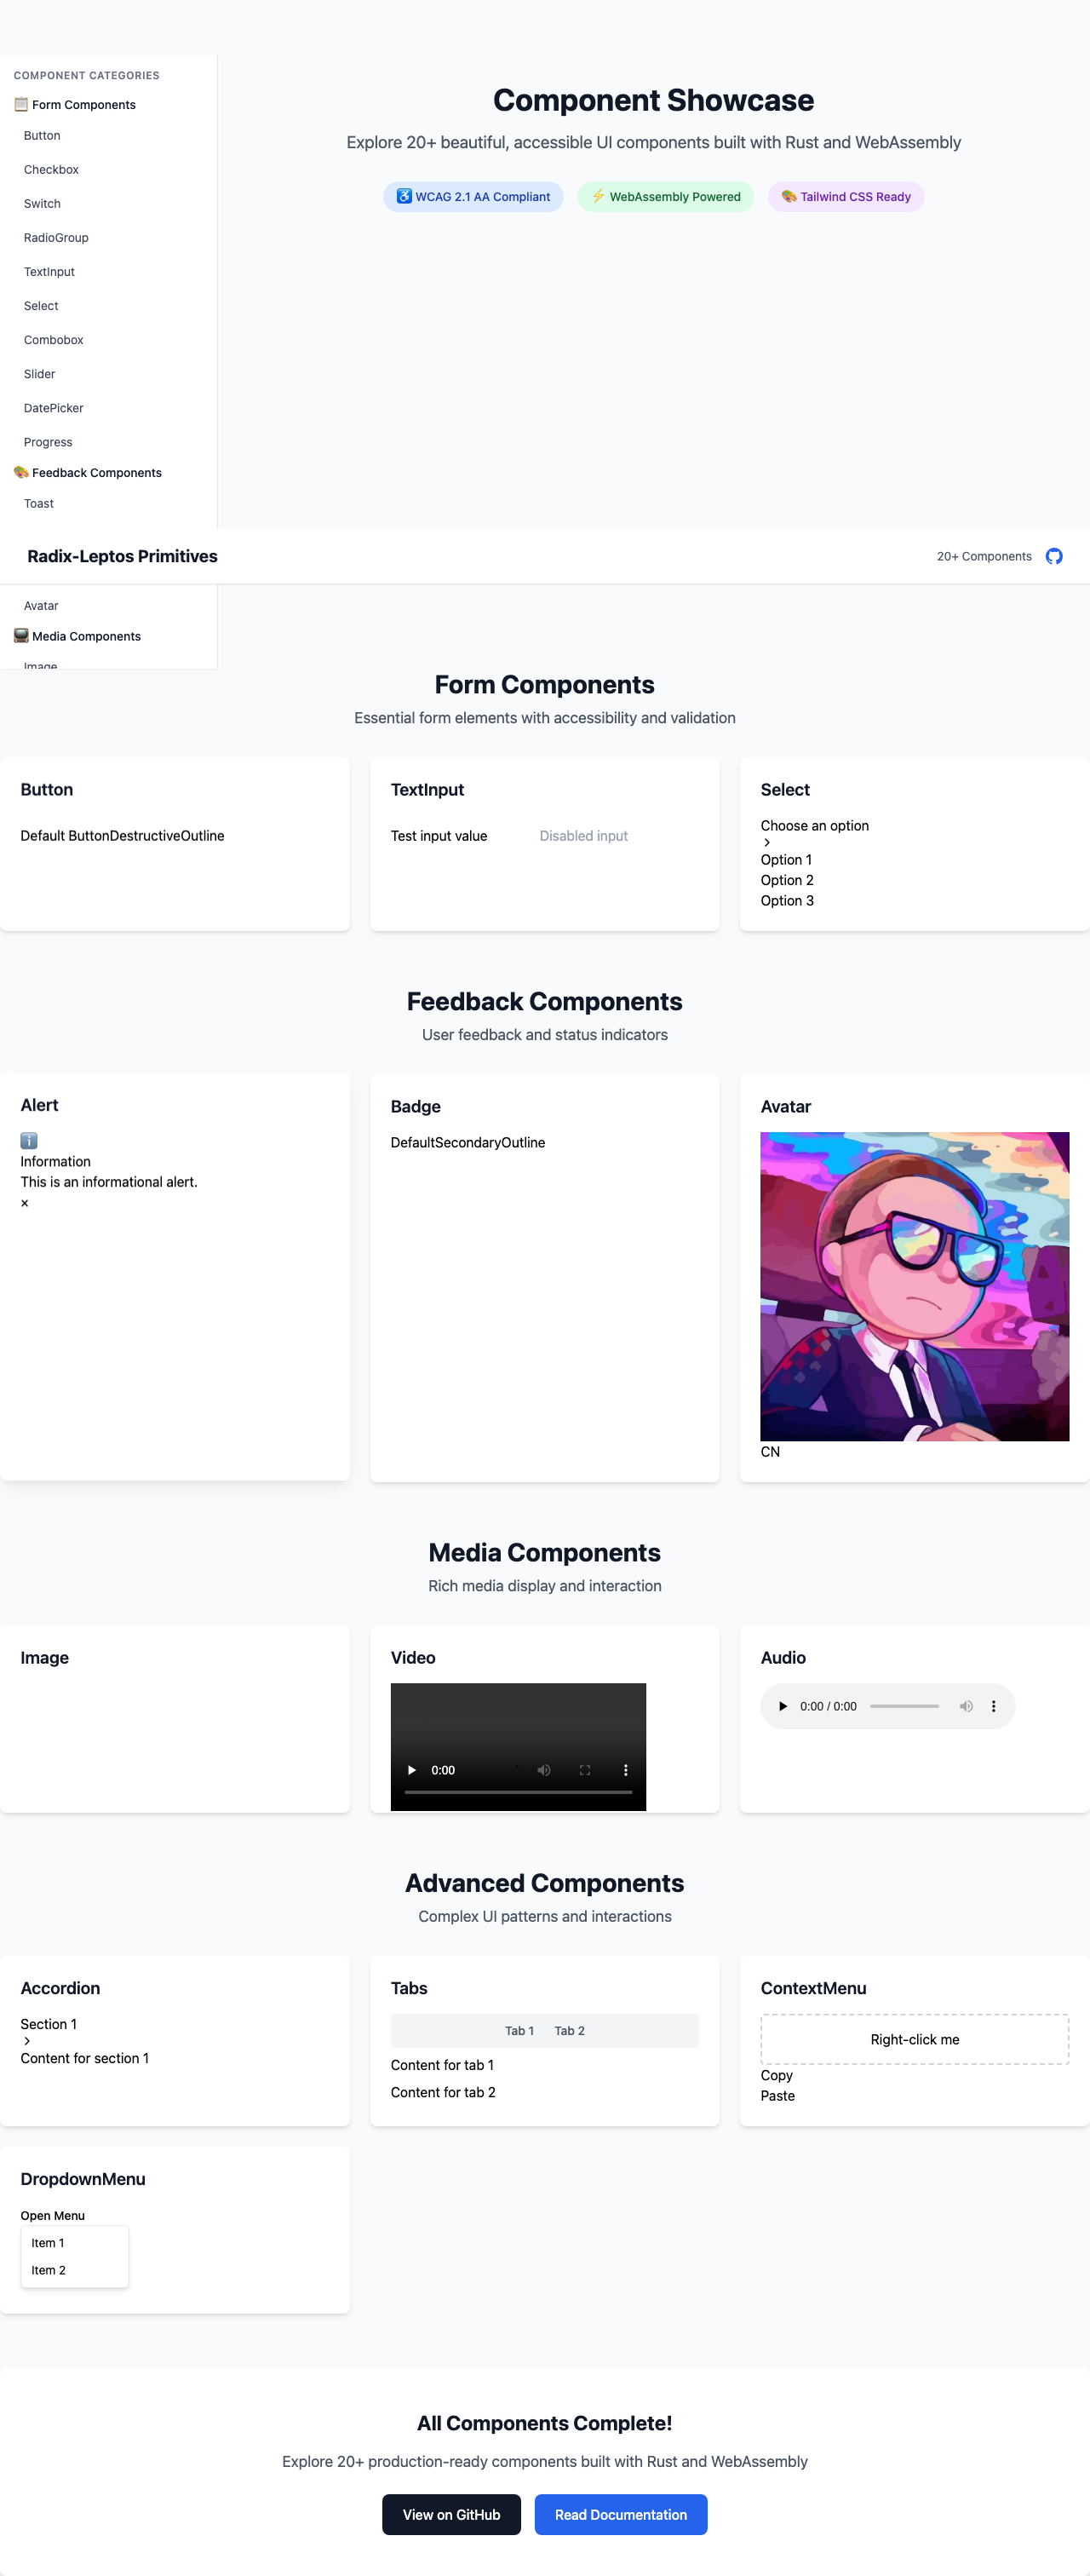 COMPONENT CATEGORIES
📋 Form Components
Button
Checkbox
Switch
RadioGroup
TextInput
Select
Combobox
Slider
DatePicker
Progress
🎨 Feedback Components
Toast
Component Showcase
Explore 20+ beautiful, accessible UI components built with Rust and WebAssembly
♿ WCAG 2.1 AA Compliant
⚡ WebAssembly Powered
🎨 Tailwind CSS Ready
Radix-Leptos Primitives
20+ Components
Avatar
📺 Media Components
Image
Form Components
Essential form elements with accessibility and validation
Button
Default ButtonDestructiveOutline
TextInput
Test input value
Disabled input
Select
Choose an option
Option 1
Option 2
Option 3
Feedback Components
User feedback and status indicators
Alert
ℹ️
Information
This is an informational alert.
×
Badge
DefaultSecondaryOutline
Avatar
CN
Media Components
Rich media display and interaction
Image
Video
0:00
Audio
0:00 / 0:00
Advanced Components
Complex UI patterns and interactions
Accordion
Section 1
Content for section 1
Tabs
Tab 1
Tab 2
Content for tab 1
Content for tab 2
ContextMenu
Right-click me
Copy
Paste
DropdownMenu
Open Menu
Item 1
Item 2
All Components Complete!
Explore 20+ production-ready components built with Rust and WebAssembly
View on GitHub
Read Documentation